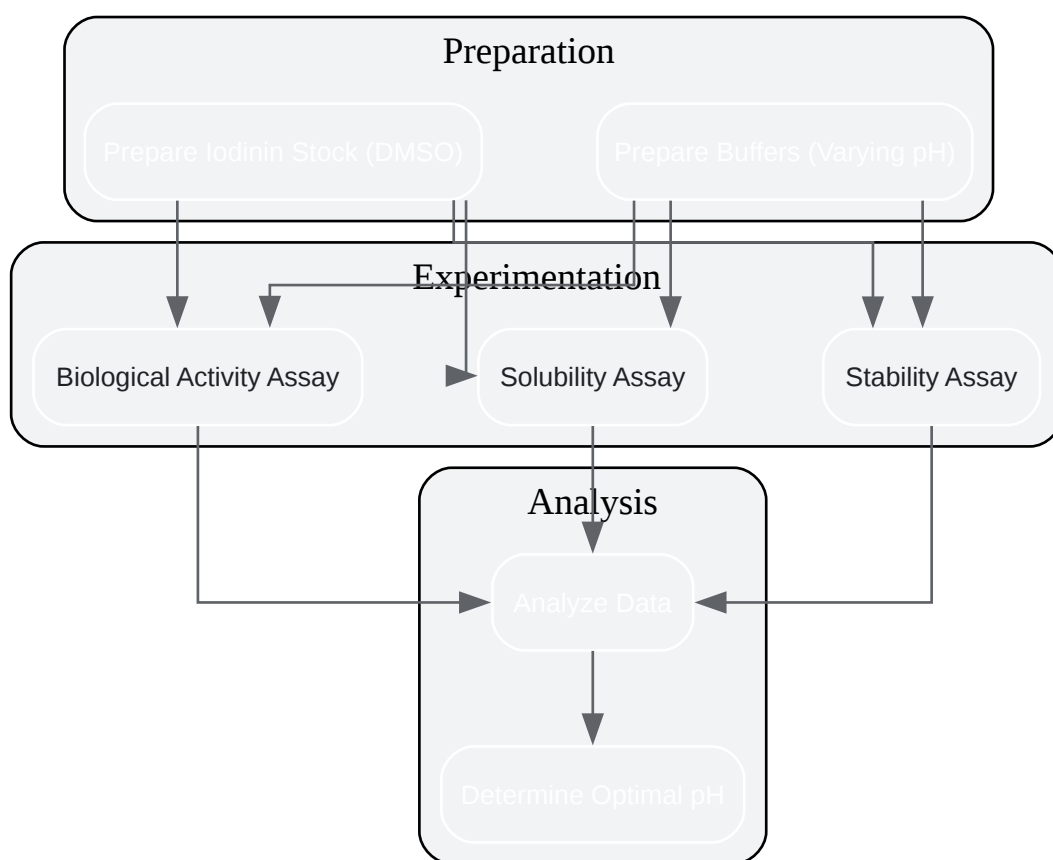 Preparation
Prepare Iodinin Stock (DMSO)
Prepare Buffers (Varying pH)
Experimentation
Biological Activity Assay
Solubility Assay
Stability Assay
Analysis
Analyze Data
Determine Optimal pH